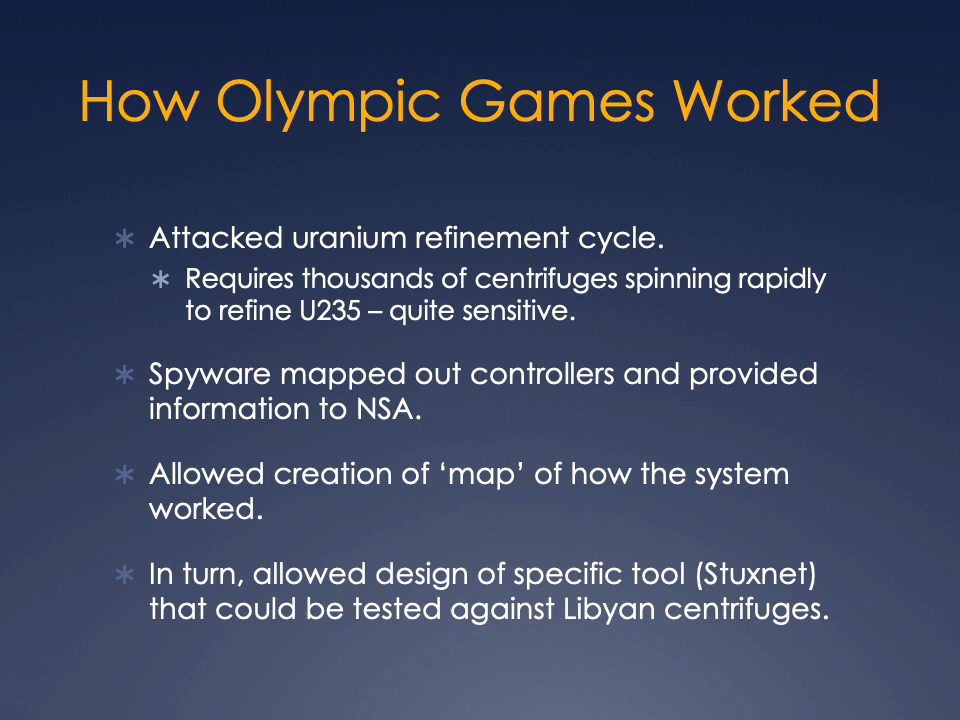 How Olympic Games Worked
Attacked uranium refinement cycle.
Requires thousands of centrifuges spinning rapidly
to refine U235 – quite sensitive.
Spyware mapped out controllers and provided
information to NSA.
Allowed creation of ‘map’ of how the system
worked.
In turn, allowed design of specific tool (Stuxnet)
that could be tested against Libyan centrifuges.